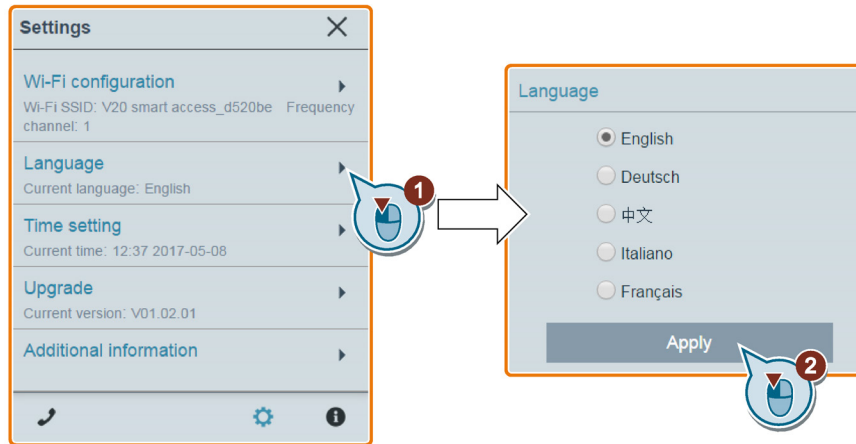 Settings
Wi-Fi configuration
Wi-Fi SSID: V20 smart access_d520be Frequency
channel: 1
Language
Current language: English
Time setting
Current time: 12:37 2017-05-08
Upgrade
Current version: V01.02.01
Additional information
1
Language
English
Deutsch
中文
Italiano
Français
Apply
2